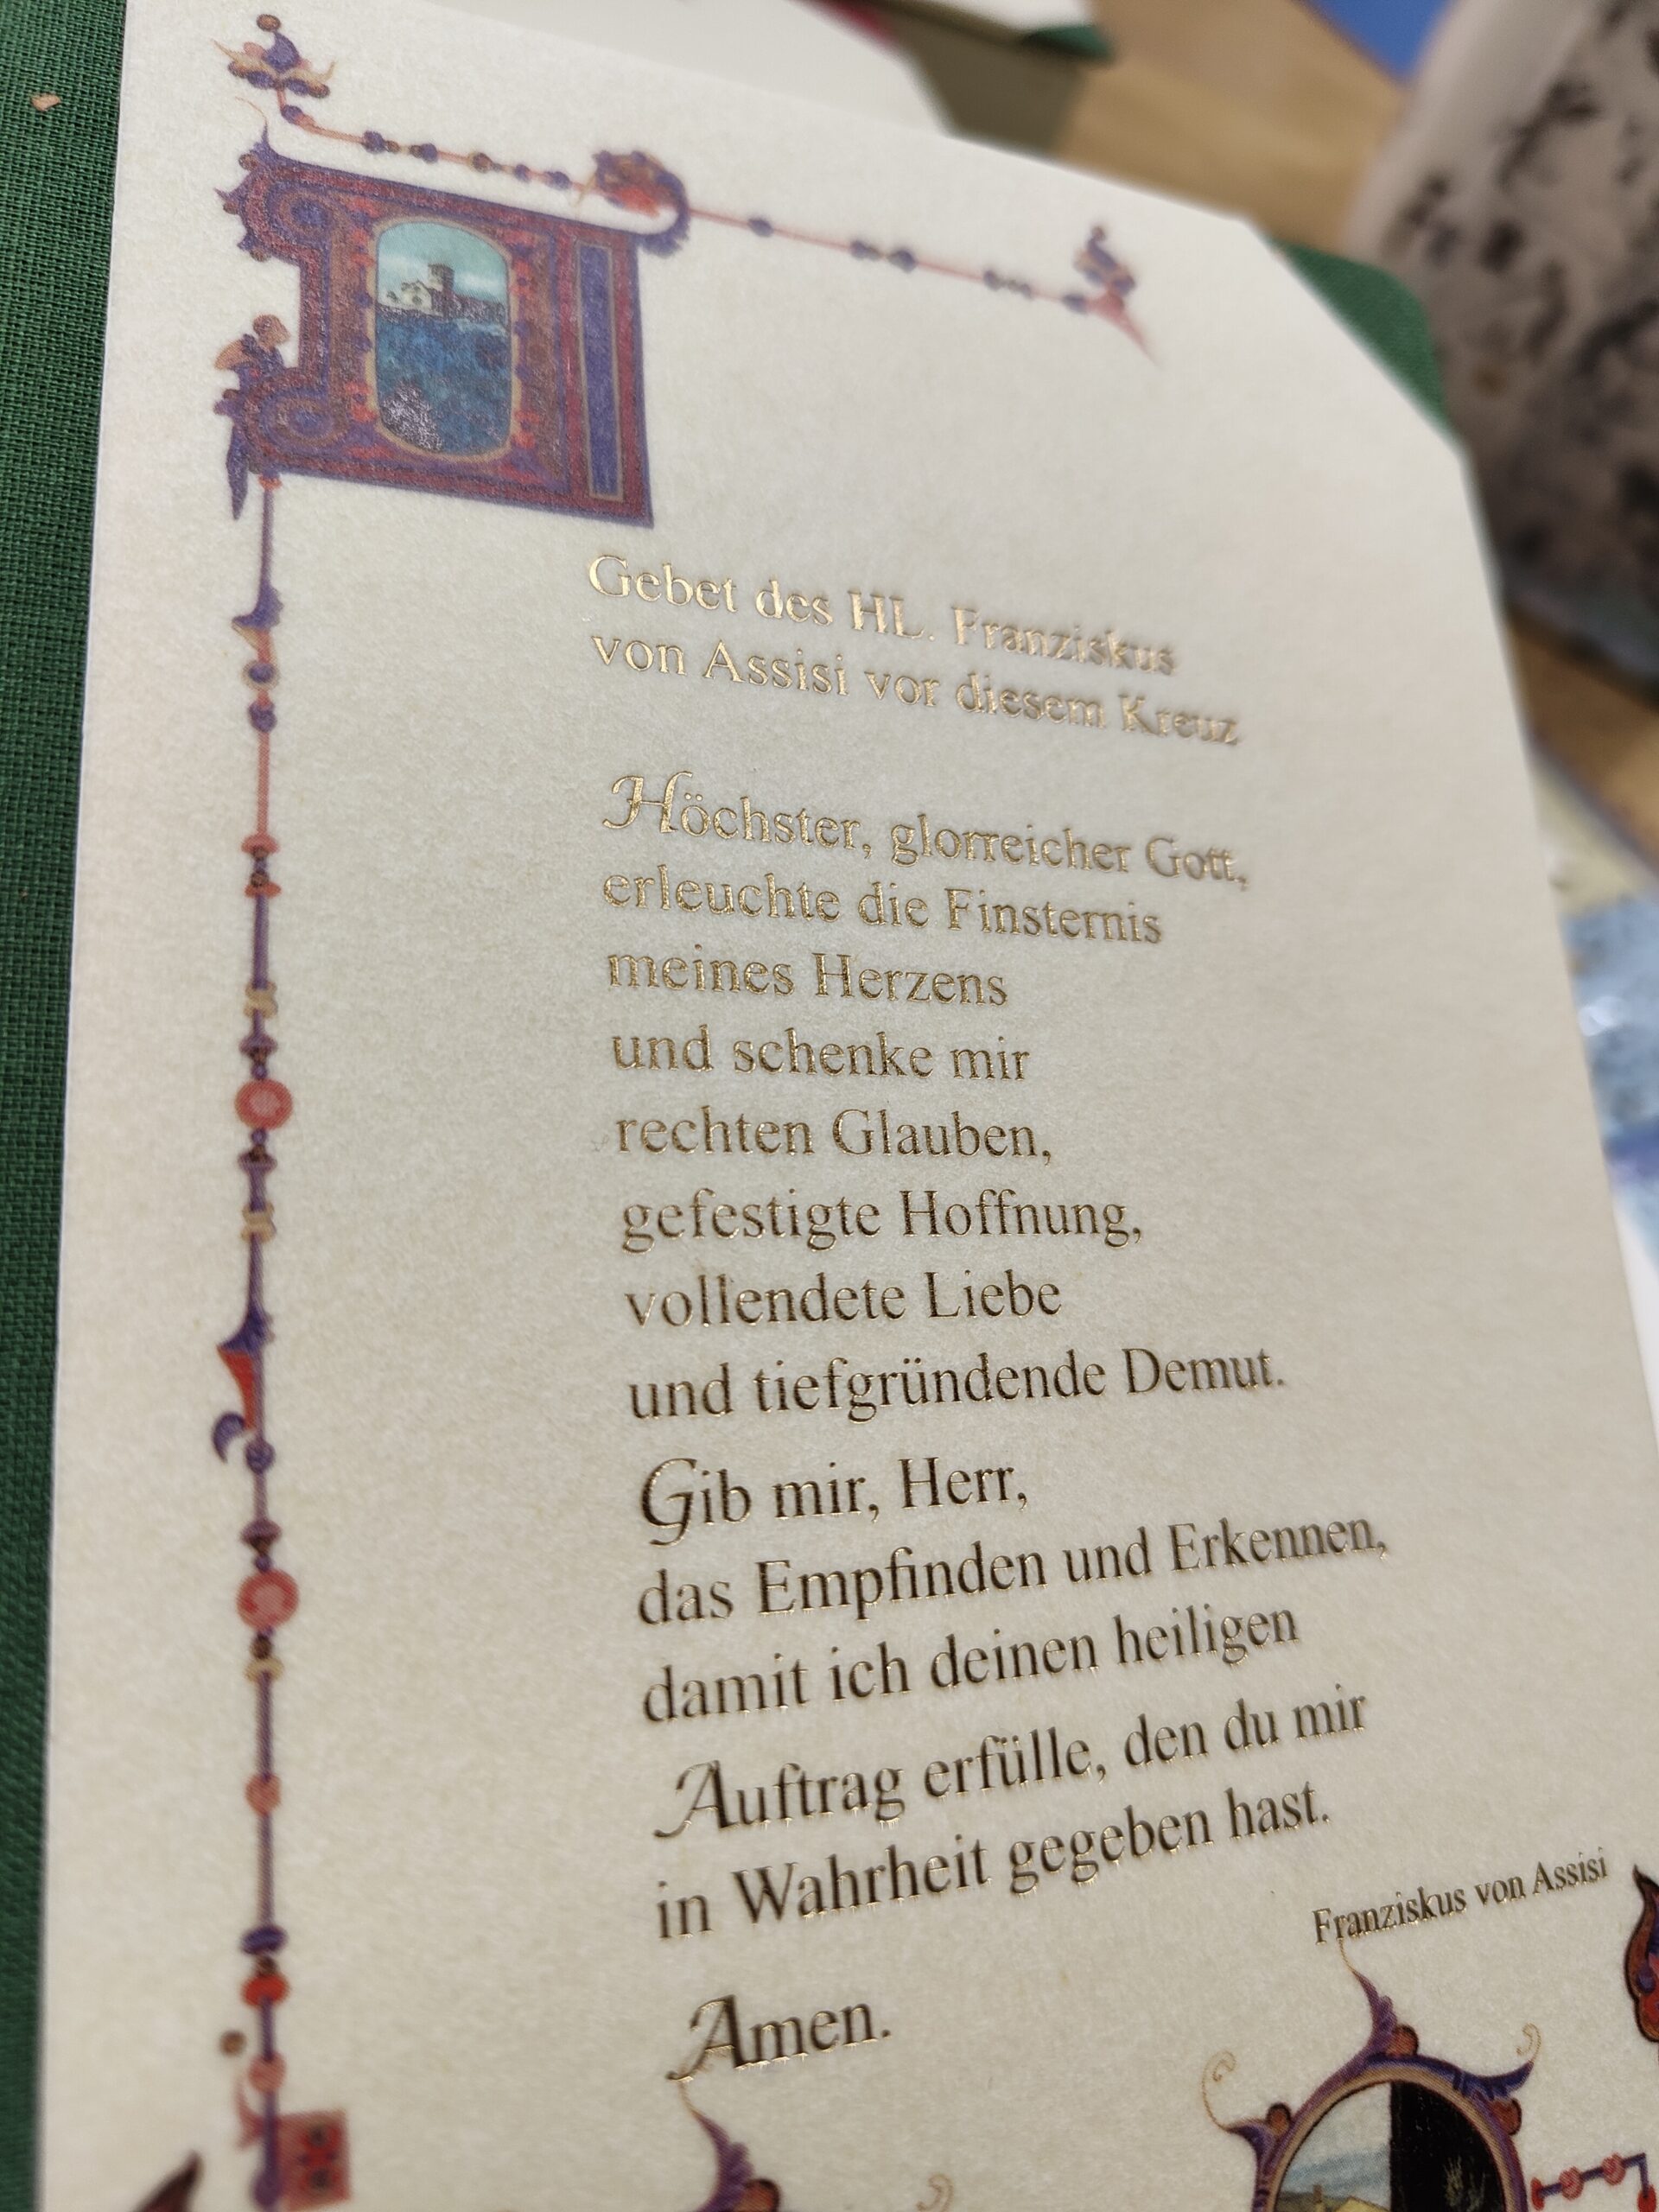 Gebet des HL. Franziskus
von Assisi vor diesem Kreuz
Höchster, glorreicher Gott,
erleuchte die Finsternis
meines Herzens
und schenke mir
rechten Glauben,
gefestigte Hoffnung,
vollendete Liebe
und tiefgründende Demut.
Gib mir, Herr,
das Empfinden und Erkennen,
damit ich deinen heiligen
Auftrag erfülle, den du mir
in Wahrheit gegeben hast.
Franziskus von Assisi
Amen.